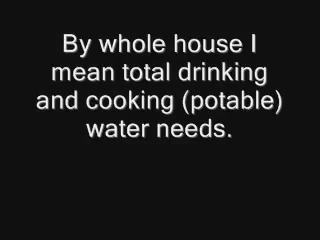 By whole house I
mean total drinking
and cooking (potable)
water needs.